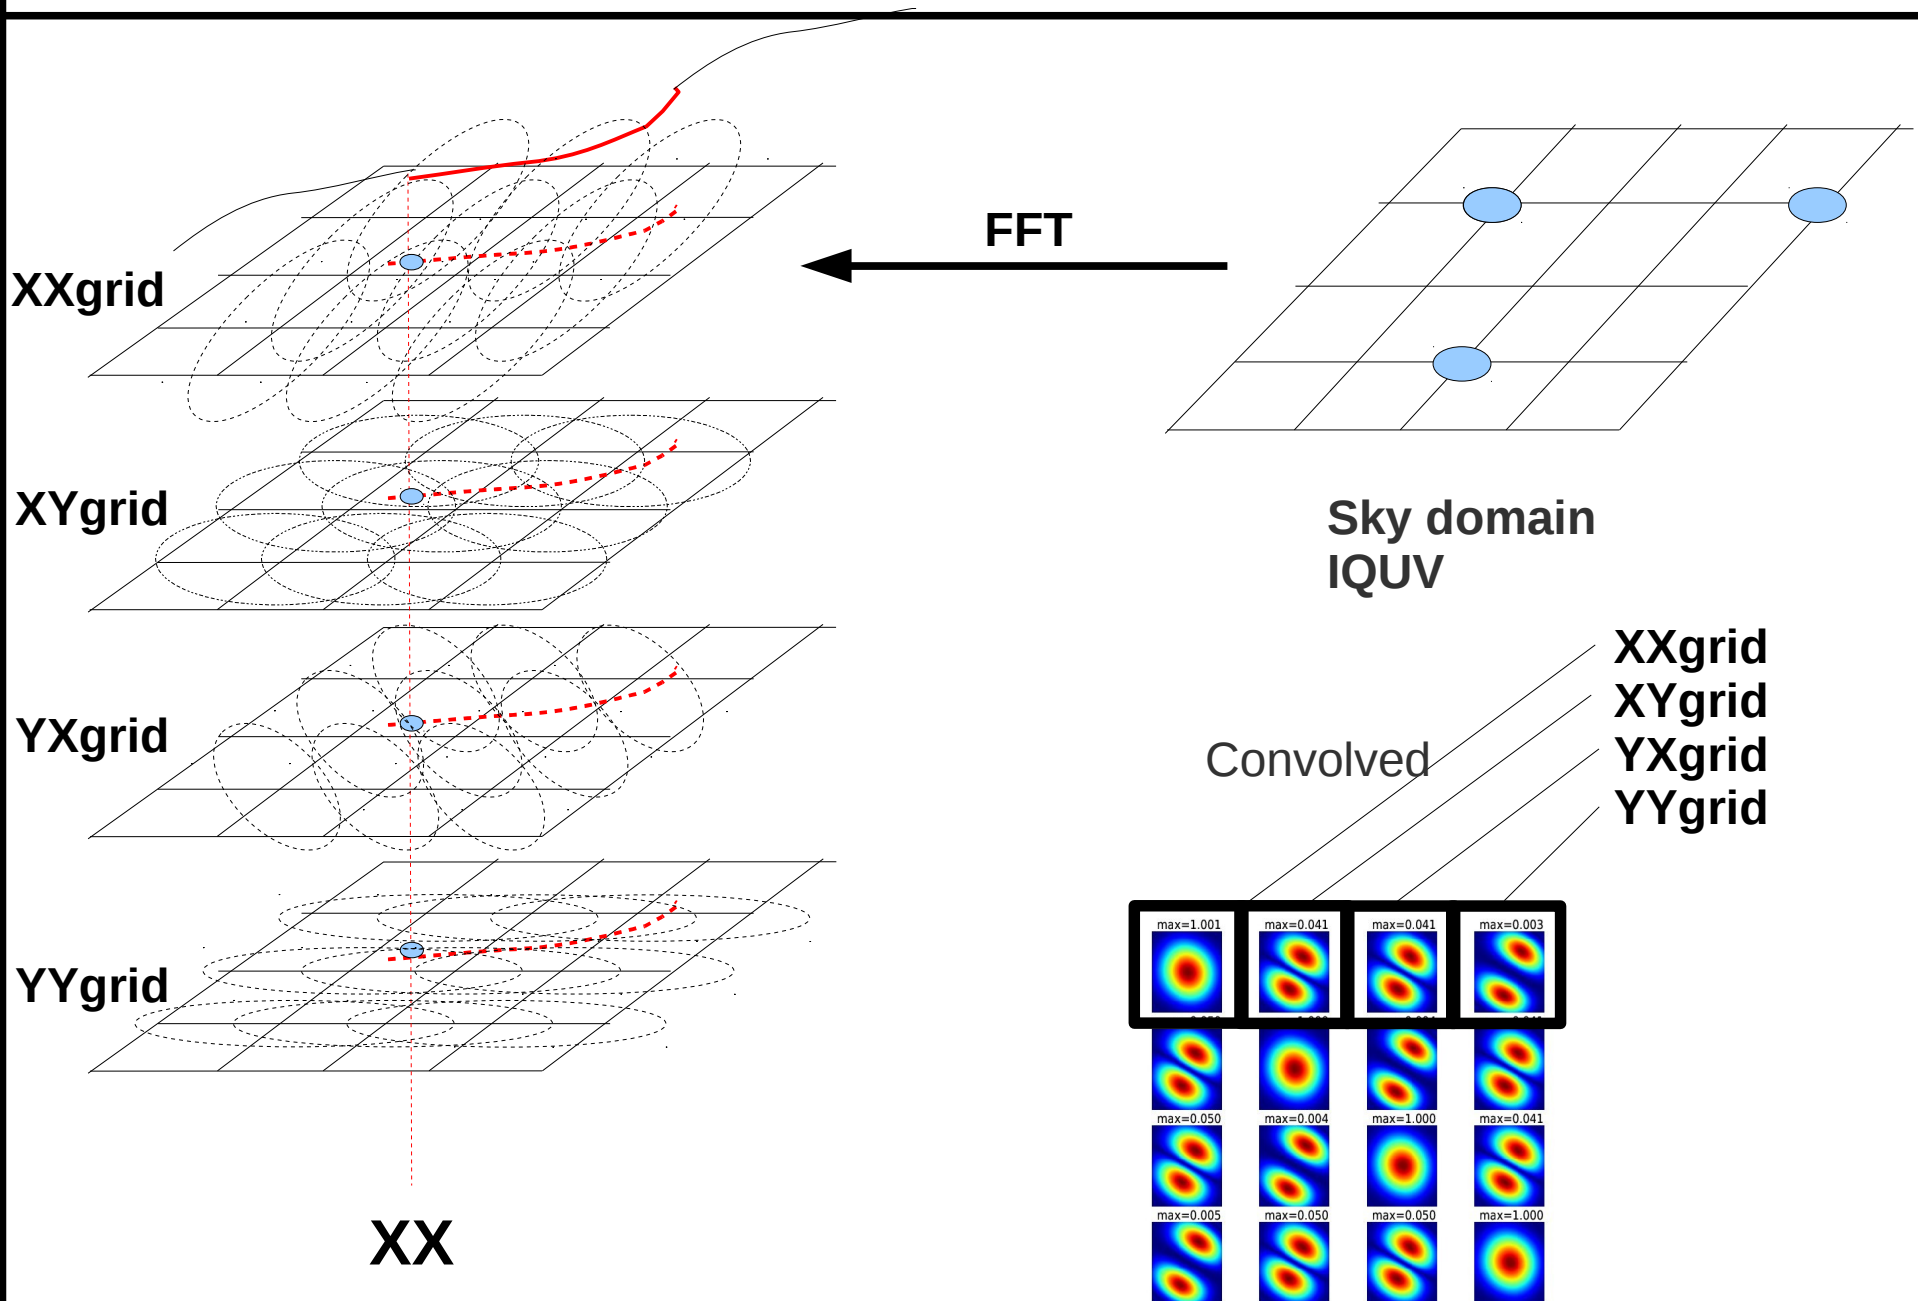 FFT
XXgrid
XYgrid
YXgrid
YYgrid
XX
Sky domain
IQUV
Convolved
XXgrid
XYgrid
YXgrid
YYgrid
max=1.001 max=0.041 max=0.041 max=0.003
max=0.050 max=0.004 max=1.000 max=0.041
max=0.005 max=0.050 max=0.050 max=1.000